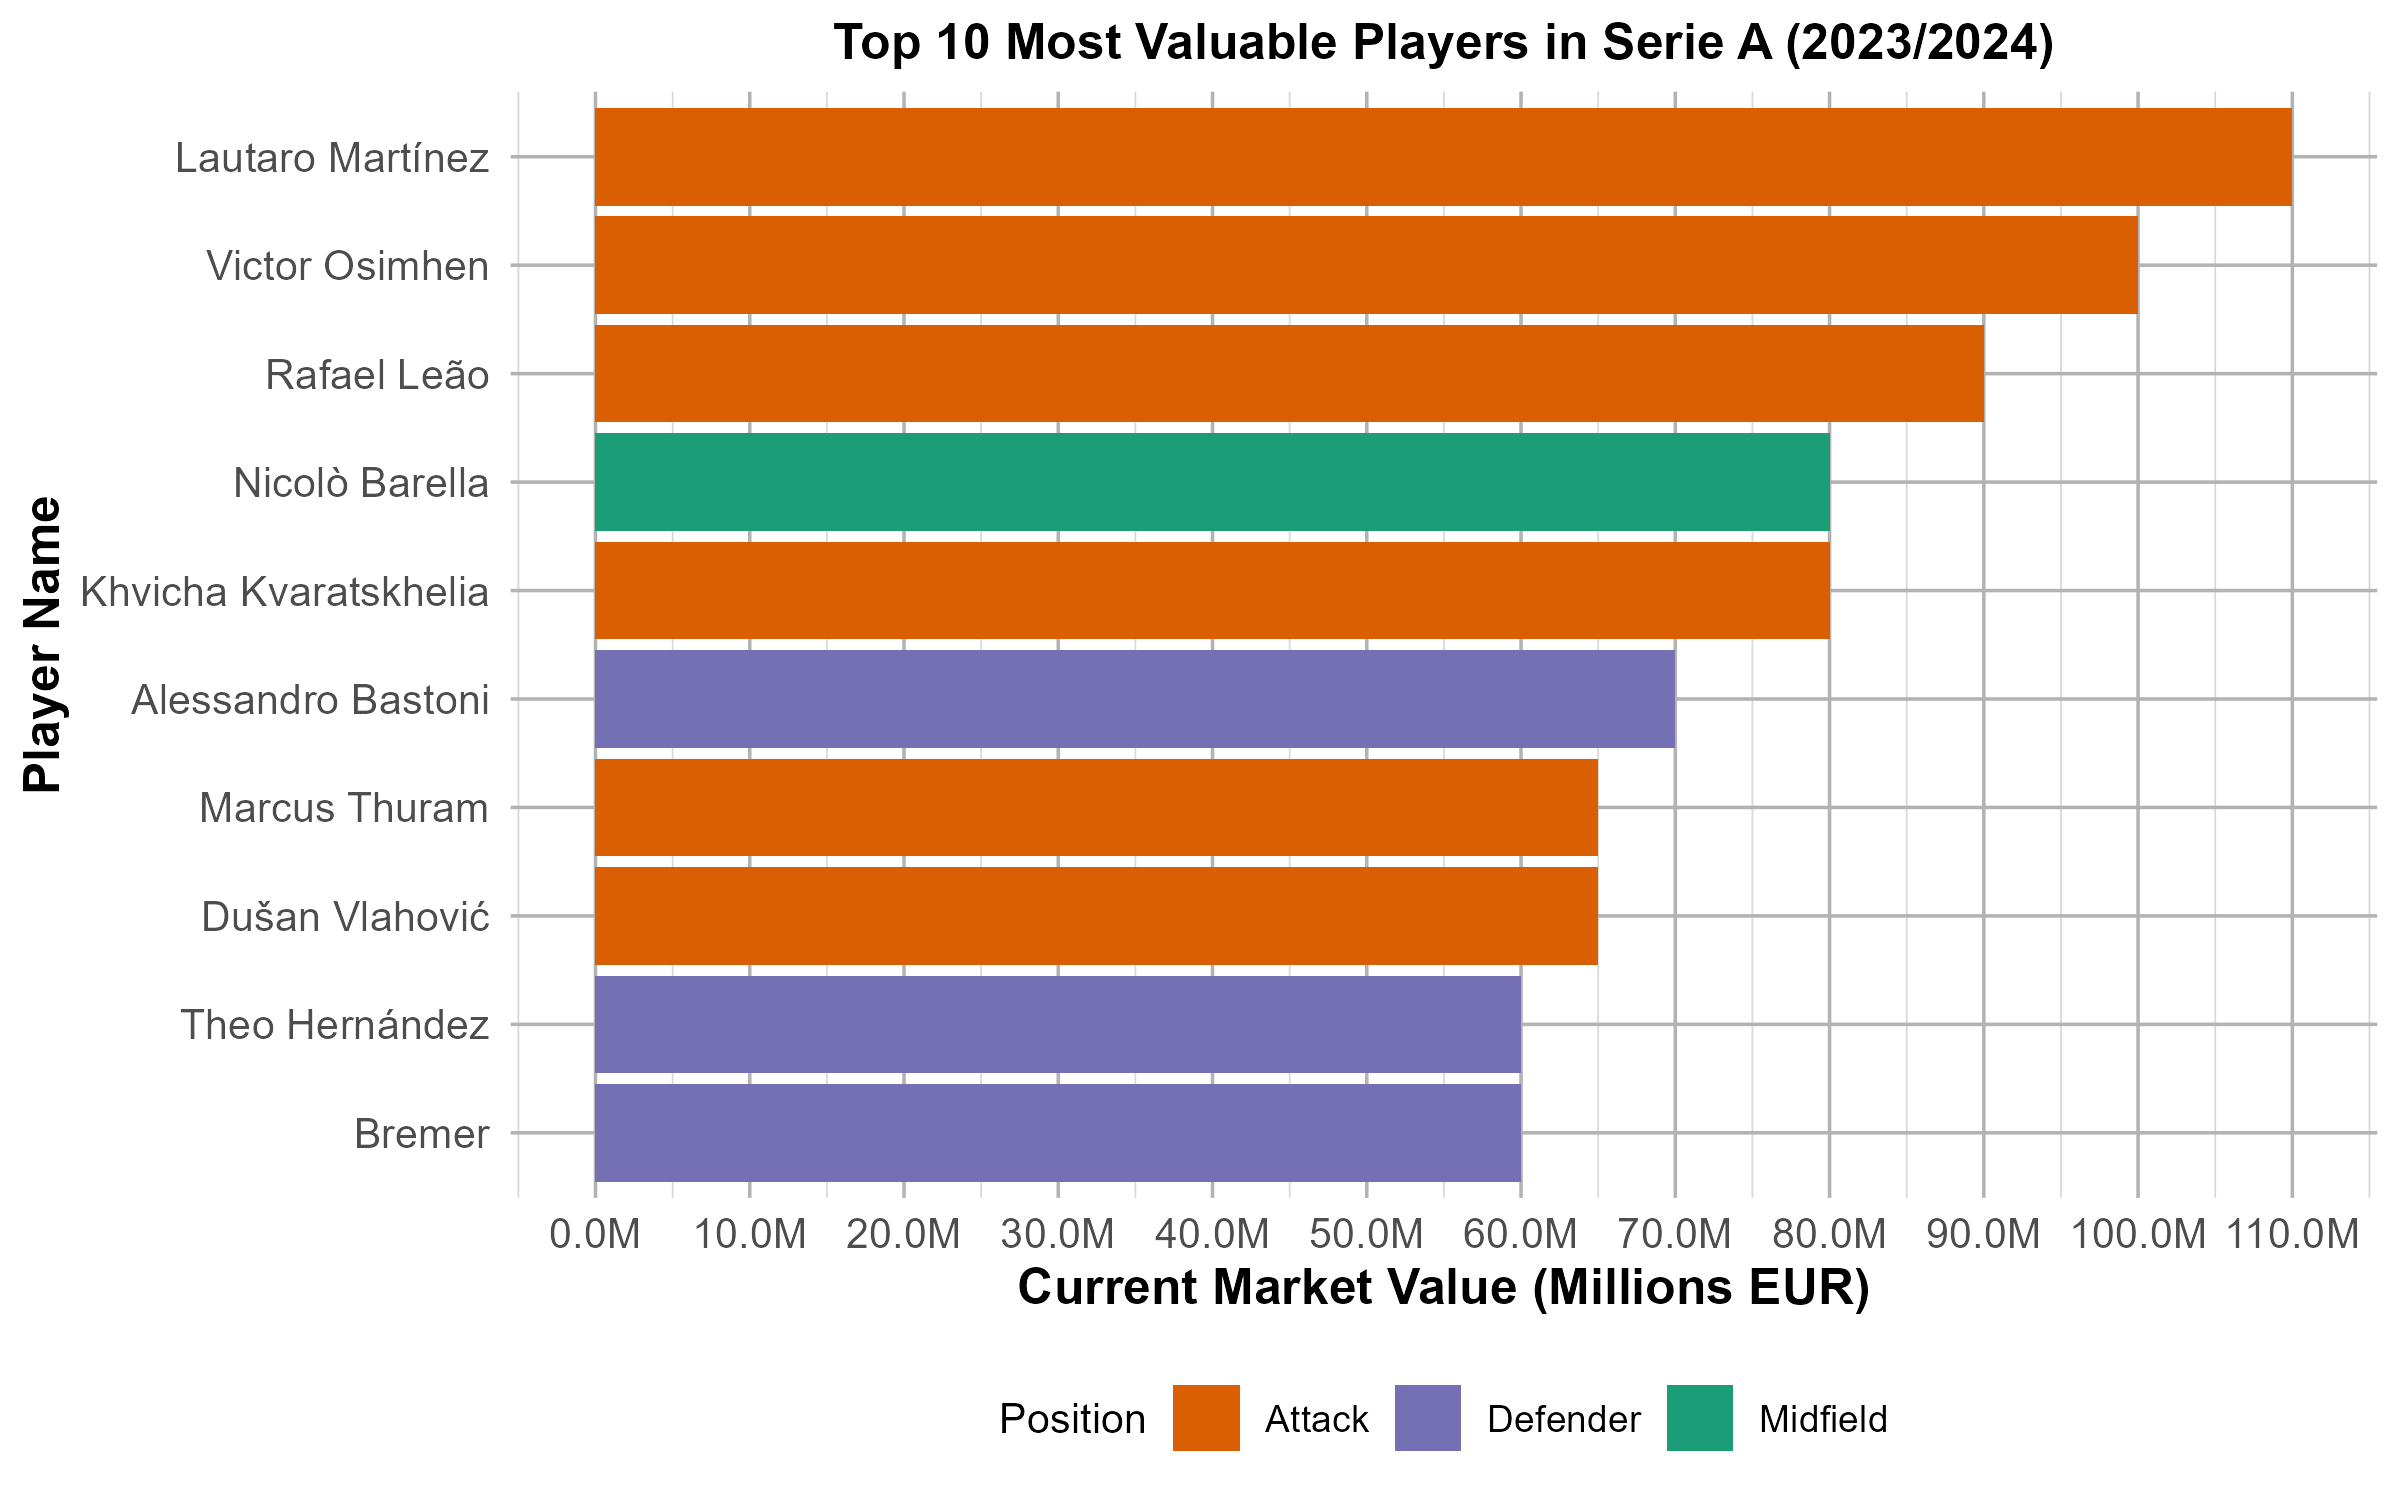 Top 10 Most Valuable Players in Serie A (2023/2024)
Player Name
Lautaro Martínez
Victor Osimhen
Rafael Leão
Nicolò Barella
Khvicha Kvaratskhelia
Alessandro Bastoni
Marcus Thuram
Dušan Vlahović
Theo Hernández
Bremer
0.0M 10.0M 20.0M 30.0M 40.0M 50.0M 60.0M 70.0M 80.0M 90.0M 100.0M 110.0M
Current Market Value (Millions EUR)
Position Attack Defender Midfield